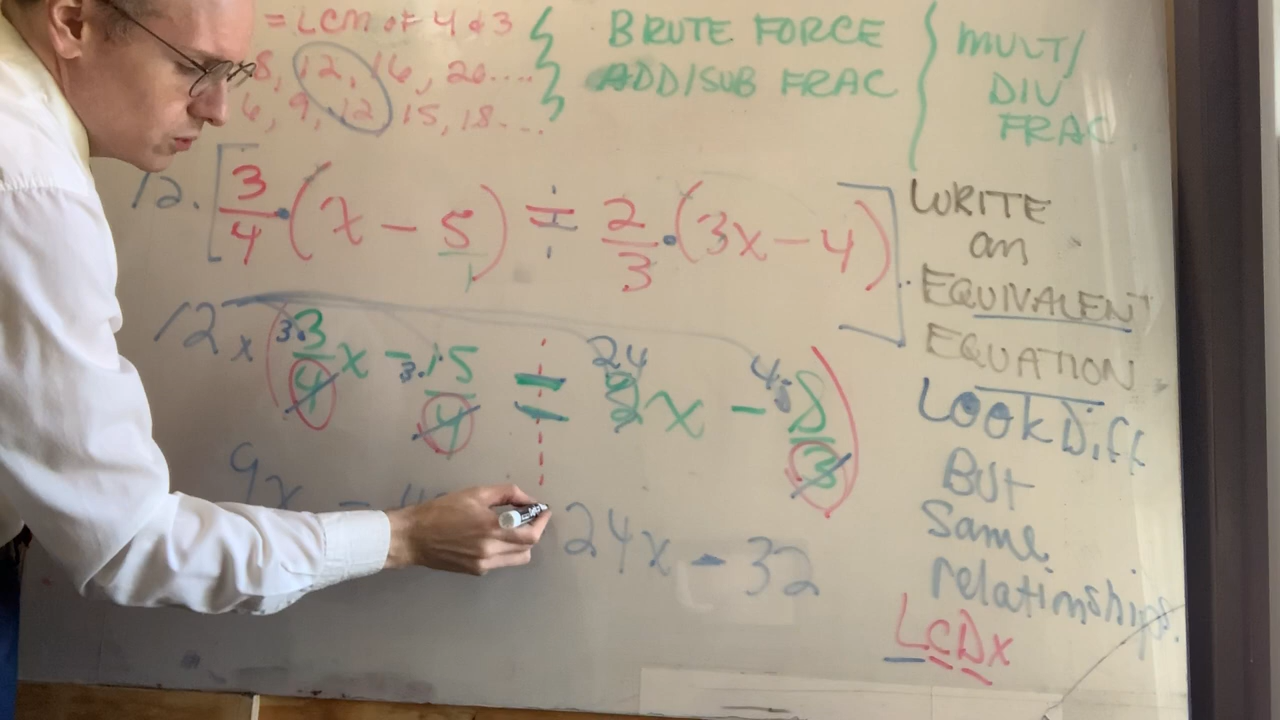 = LCM of 4 & 3
8, 12, 16, 20....
6, 9, 12, 15, 18...
BRUTE FORCE
ADD/SUB FRAC
MULT/
DIV
FRAC
12. [3/4 · (x - 5/1) = 2/3 · (3x - 4)]
12 x (3· 3/4 x - 3· 15/4 = 24 2 x - 4· 8/3)
9x - 24x - 32
WRITE
an
EQUIVALENT
EQUATION
Look Diff
But
Same
relationships.
LCDx